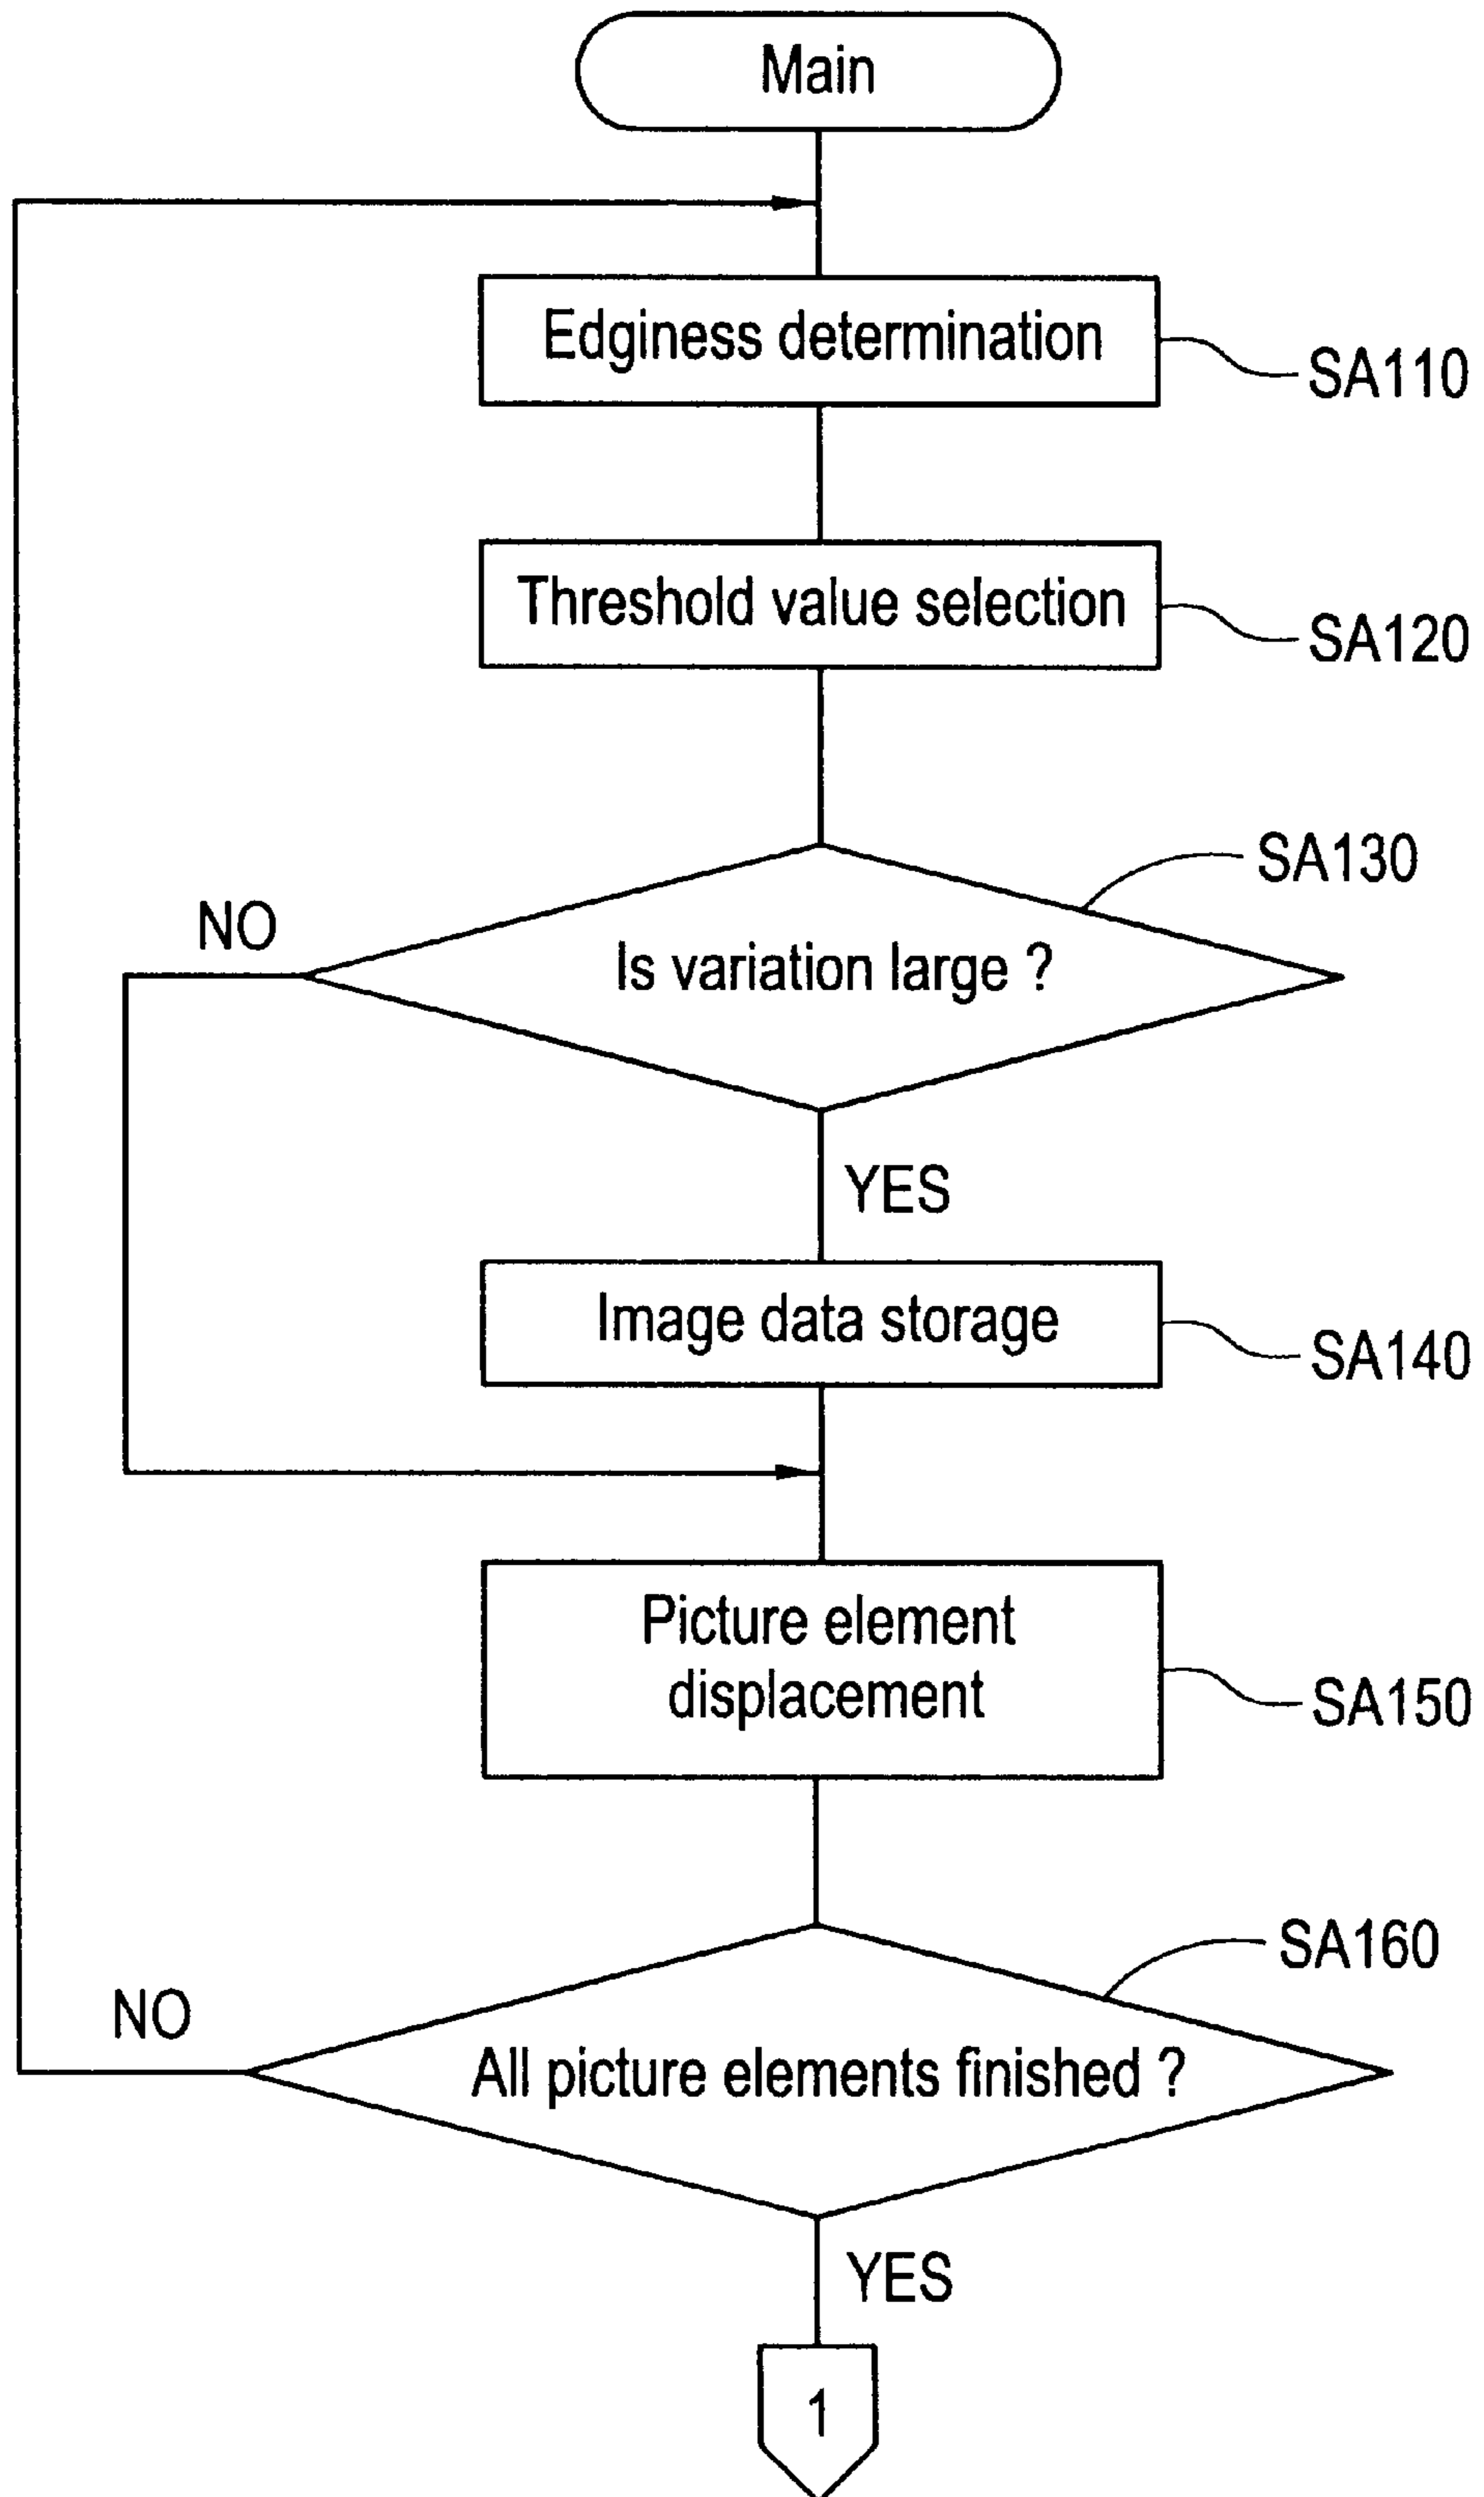 Main
Edginess determination
SA110
Threshold value selection
SA120
SA130
NO
Is variation large ?
YES
Image data storage
SA140
Picture element
displacement
SA150
SA160
NO
All picture elements finished ?
YES
1